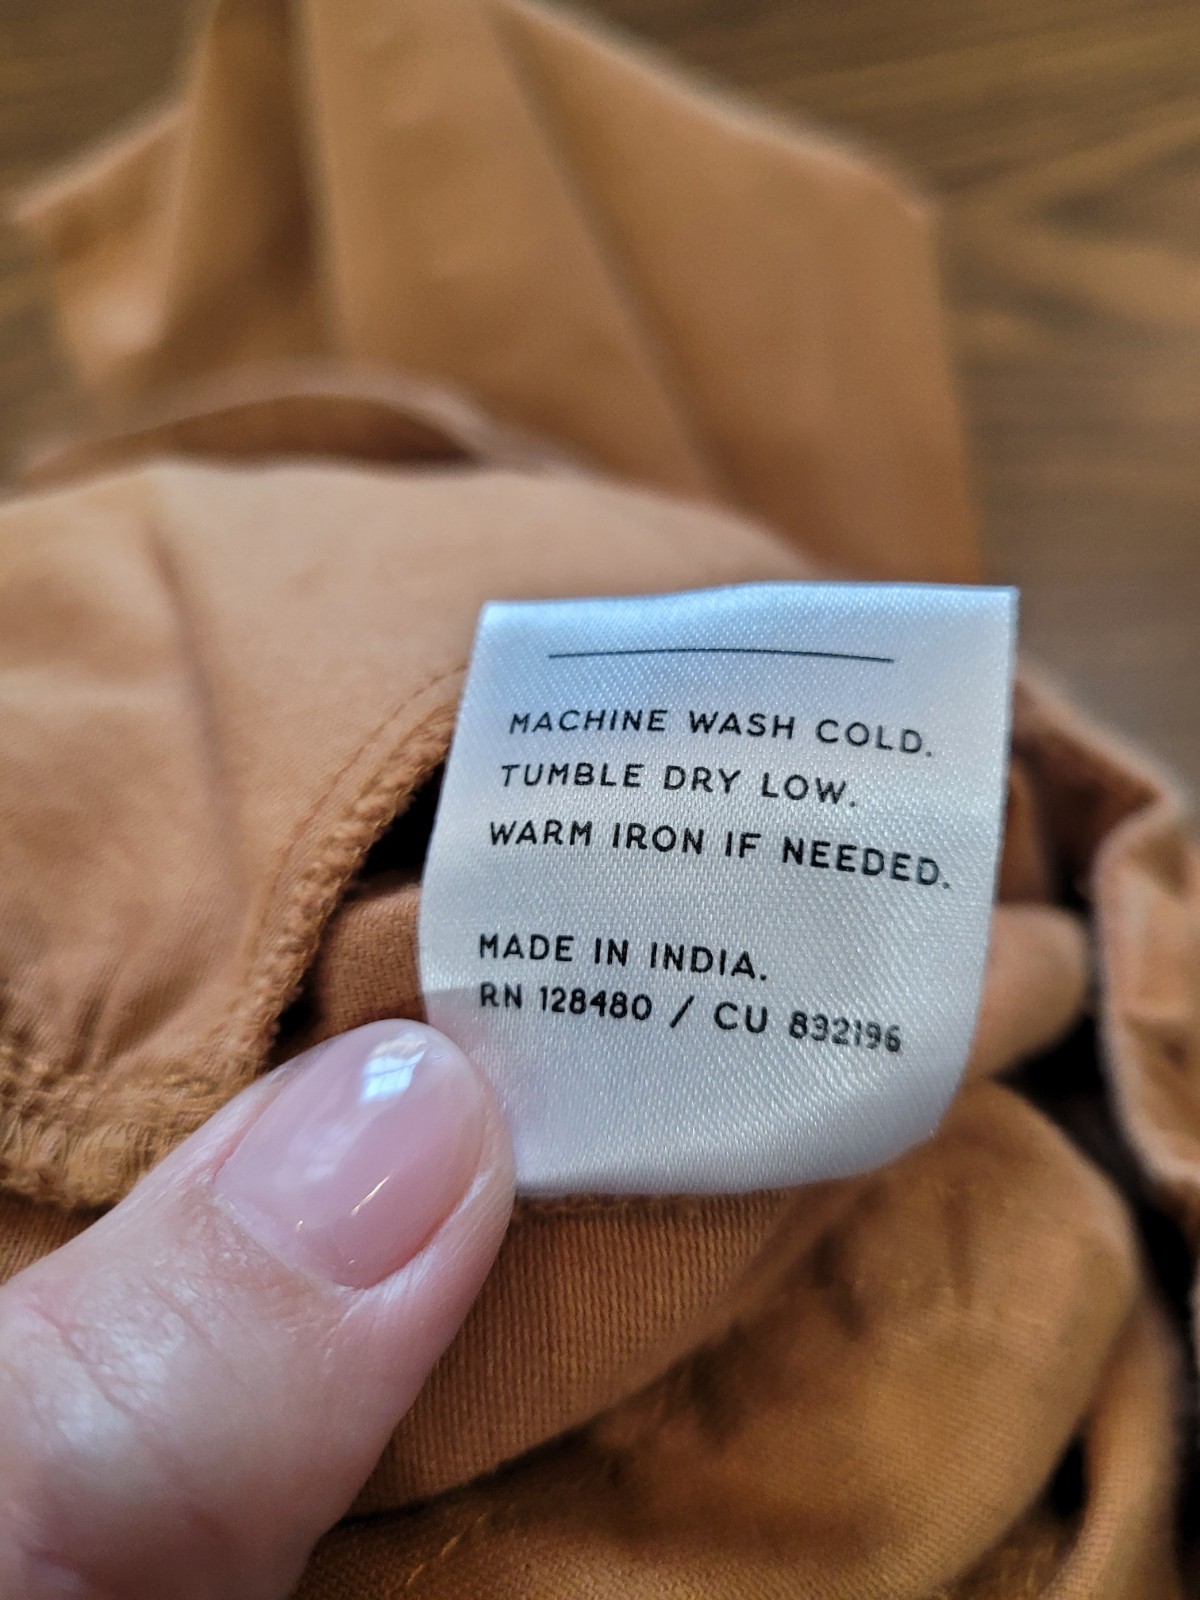 MACHINE WASH COLD.
TUMBLE DRY LOW.
WARM IRON IF NEEDED.
MADE IN INDIA.
RN 128480 / CU 832196